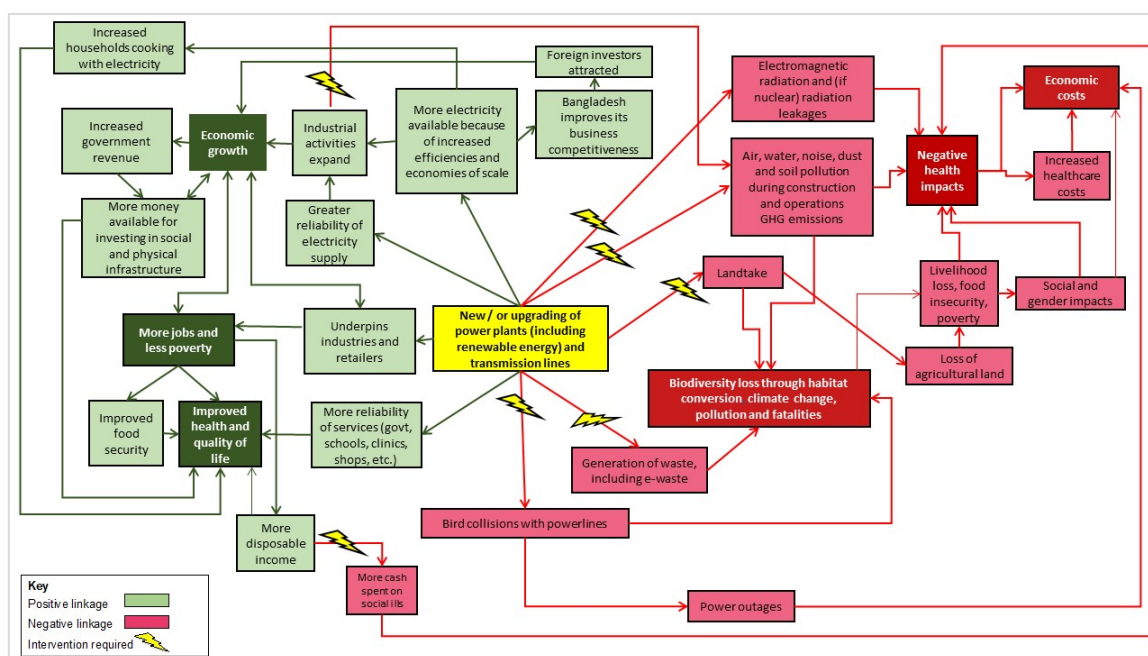 Increased
households cooking
with electricity
Foreign investors
attracted
Electromagnetic
radiation and (if
nuclear) radiation
leakages
Economic
costs
Increased
government
revenue
Economic
growth
Industrial
activities
expand
More electricity
available because
of increased
efficiencies and
economies of scale
Bangladesh
improves its
business
competitiveness
Air, water, noise, dust
and soil pollution
during construction
and operations
GHG emissions
Negative
health
impacts
Increased
healthcare
costs
More money
available for
investing in social
and physical
infrastructure
Greater
reliability of
electricity
supply
Landtake
Livelihood
loss, food
insecurity,
poverty
Social and
gender impacts
More jobs and
less poverty
Underpins
industries and
retailers
New / or upgrading of
power plants (including
renewable energy) and
transmission lines
Loss of
agricultural land
Biodiversity loss through habitat
conversion climate change,
pollution and fatalities
Improved
food
security
Improved
health and
quality of
life
More reliability
of services (govt,
schools, clinics,
shops, etc.)
Generation of waste,
including e-waste
Bird collisions with powerlines
More
disposable
income
More cash
spent on
social ills
Power outages
Key
Positive linkage
Negative linkage
Intervention required